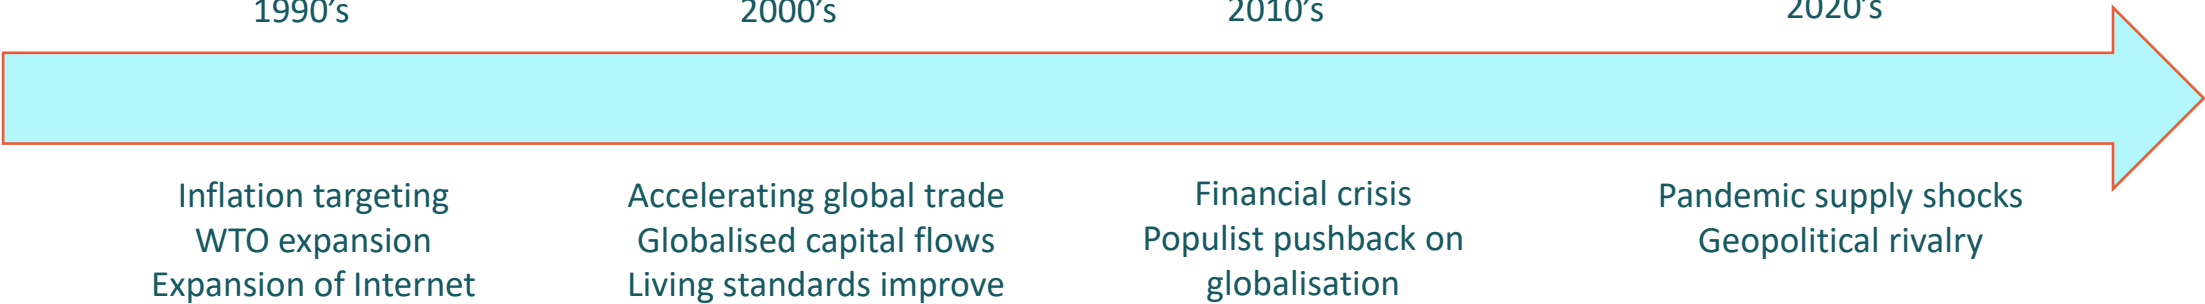 1990's
2000's
2010's
2020's
Inflation targeting
WTO expansion
Expansion of Internet
Accelerating global trade
Globalised capital flows
Living standards improve
Financial crisis
Populist pushback on
globalisation
Pandemic supply shocks
Geopolitical rivalry